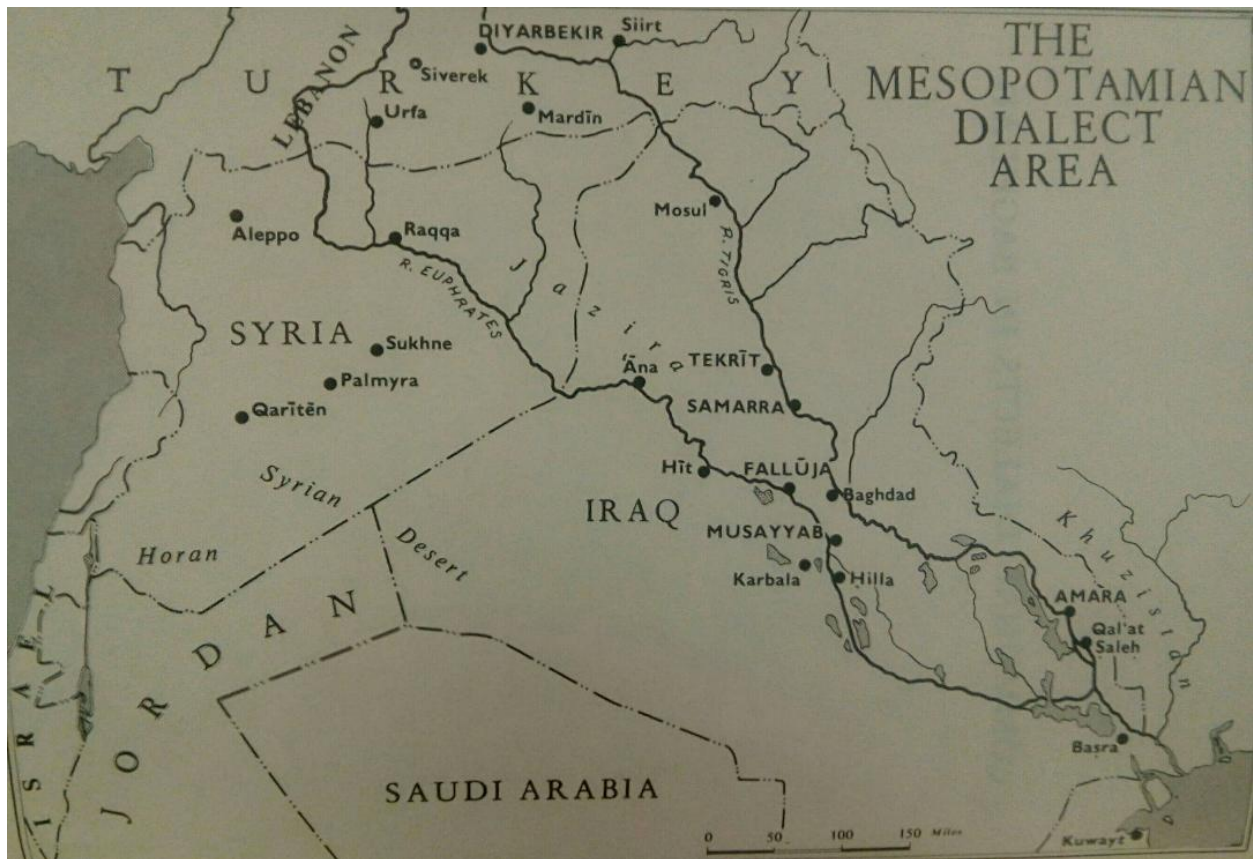 THE
MESOPOTAMIAN
DIALECT
AREA
TURKEY
LEBANON
DIYARBEKIR
Siirt
Siverek
Urfa
Mardīn
Mosul
Aleppo
Raqqa
R. EUPHRATES
R. TIGRIS
Jazira
SYRIA
Sukhne
Palmyra
Qarītēn
ʿĀna
TEKRĪT
SAMARRA
Hīt
FALLŪJA
Baghdad
Syrian
Desert
IRAQ
MUSAYYAB
Karbala
Hilla
Horan
Khuzistan
AMARA
Qal'at
Saleh
JORDAN
ISRAEL
Basra
SAUDI ARABIA
0 50 100 150 Miles
Kuwayt